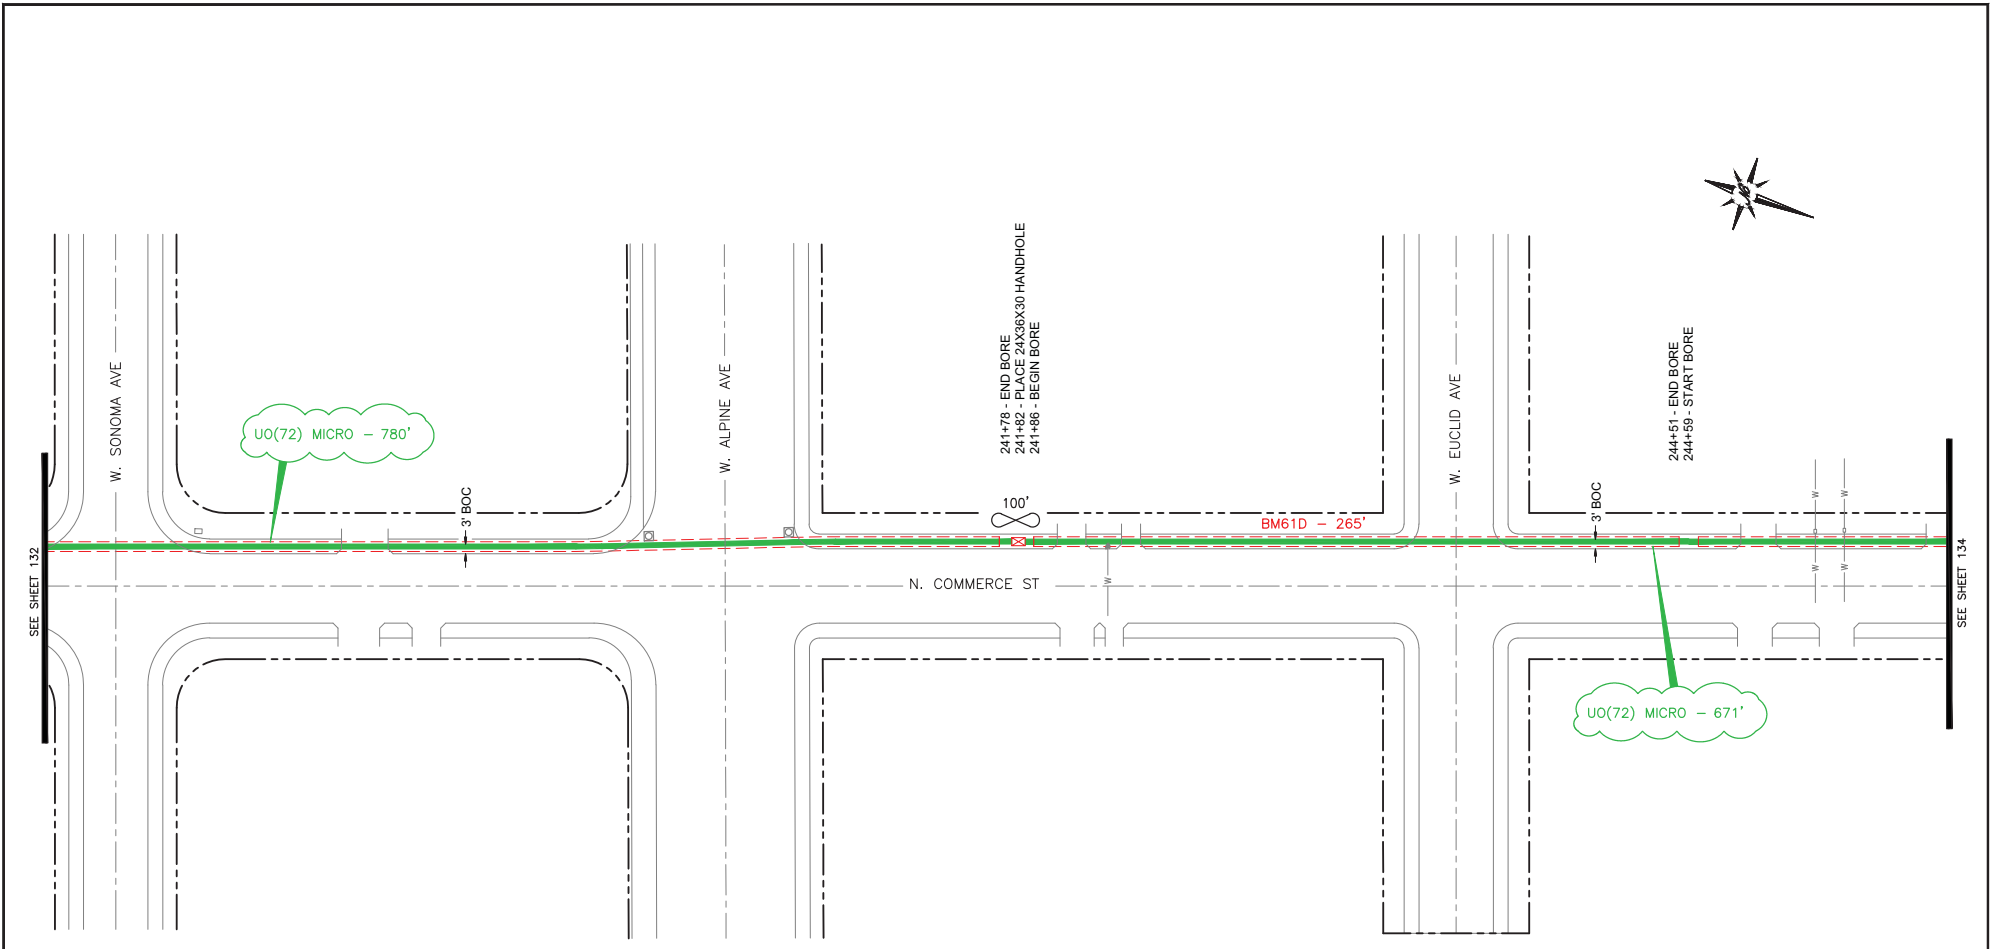 W. SONOMA AVE
W. ALPINE AVE
241+78 - END BORE
241+82 - PLACE 24X36X30 HANDHOLE
241+86 - BEGIN BORE
W. EUCLID AVE
244+51 - END BORE
244+59 - START BORE
UO(72) MICRO - 780'
3' BOC
100'
BM61D - 265'
3' BOC
W
W
SEE SHEET 132
N. COMMERCE ST
W
W
W
SEE SHEET 134
UO(72) MICRO - 671'